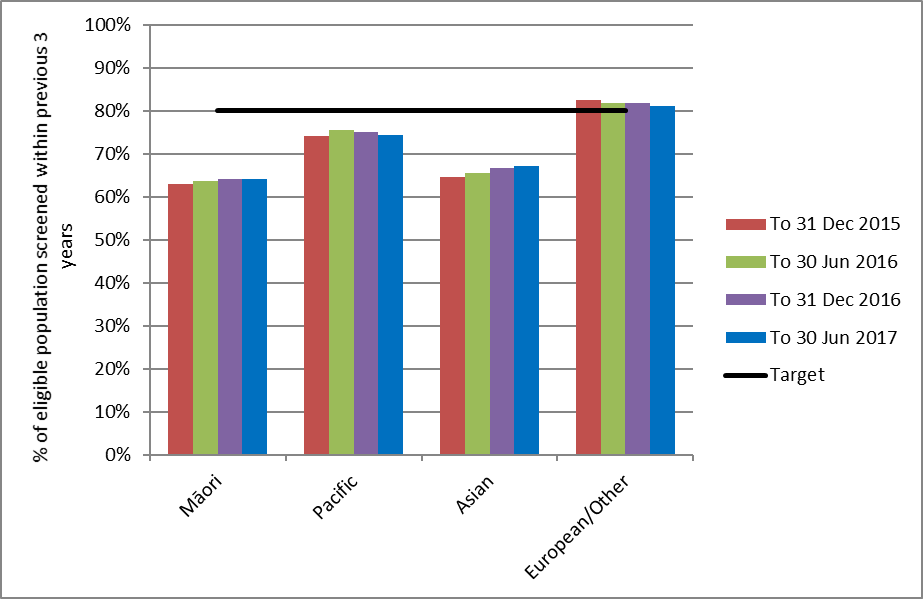 % of eligible population screened within previous 3
years
100%
90%
80%
70%
60%
50%
40%
30%
20%
10%
0%
Māori
Pacific
Asian
European/Other
To 31 Dec 2015
To 30 Jun 2016
To 31 Dec 2016
To 30 Jun 2017
Target